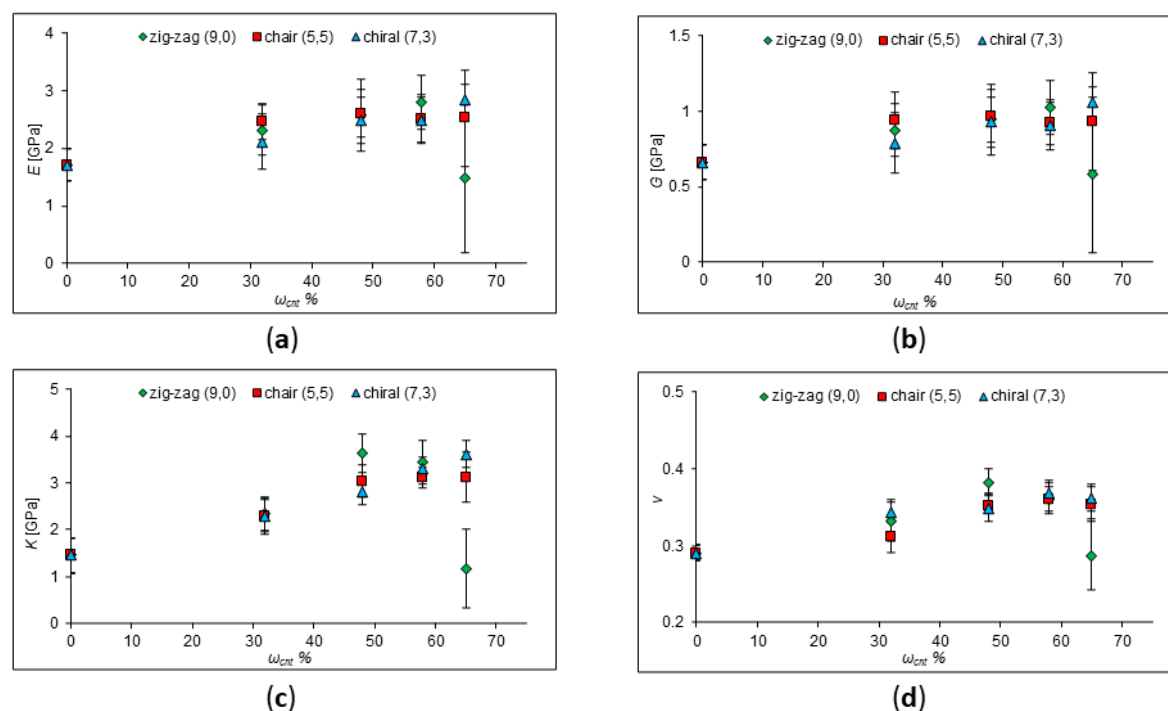 zig-zag (9,0) chair (5,5) chiral (7,3)
4
3
2
1
0
E [GPa]
0 10 20 30 40 50 60 70
ω_cnt %
(a)
zig-zag (9,0) chair (5,5) chiral (7,3)
1.5
1
0.5
0
G [GPa]
0 10 20 30 40 50 60 70
ω_cnt %
(b)
zig-zag (9,0) chair (5,5) chiral (7,3)
5
4
3
2
1
0
K [GPa]
0 10 20 30 40 50 60 70
ω_cnt %
(c)
zig-zag (9,0) chair (5,5) chiral (7,3)
0.5
0.4
0.3
0.2
ν
0 10 20 30 40 50 60 70
ω_cnt %
(d)